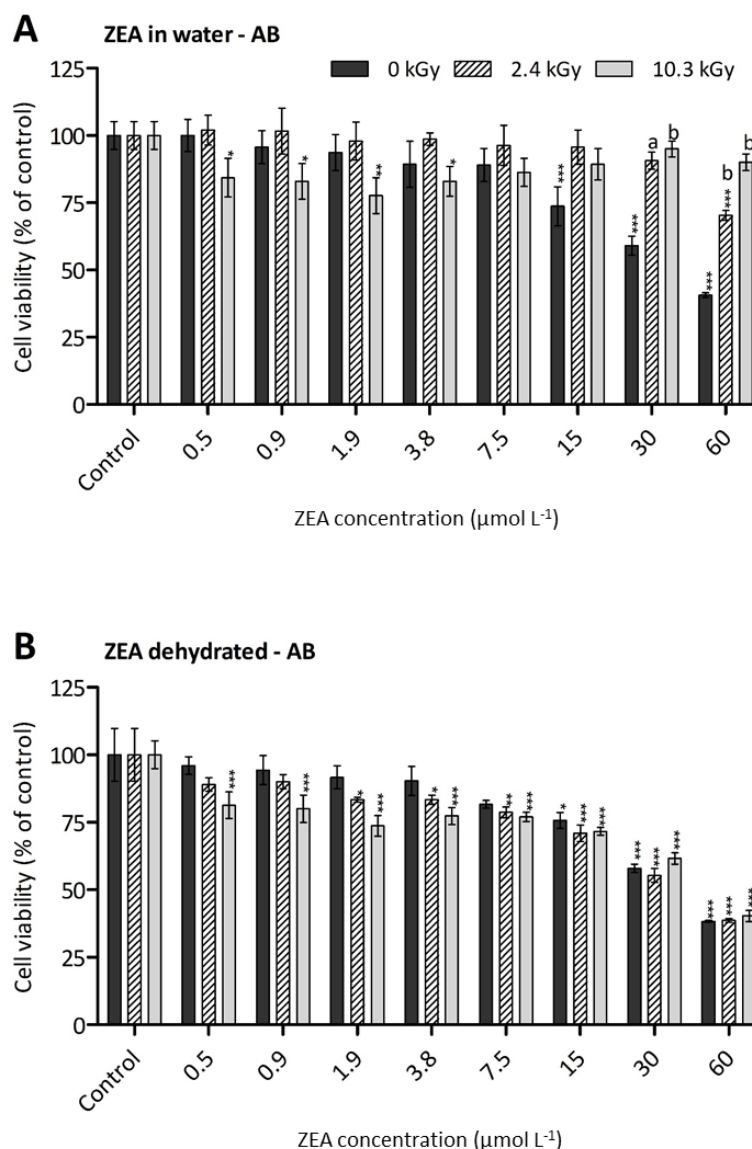 A
ZEA in water - AB
0 kGy 2.4 kGy 10.3 kGy
Cell viability (% of control)
125
100
75
50
25
0
* * ** * *** *** a b *** b *** b
Control 0.5 0.9 1.9 3.8 7.5 15 30 60
ZEA concentration (µmol L⁻¹)
B
ZEA dehydrated - AB
Cell viability (% of control)
125
100
75
50
25
0
*** *** * *** * *** ** *** * *** *** *** *** *** *** *** ***
Control 0.5 0.9 1.9 3.8 7.5 15 30 60
ZEA concentration (µmol L⁻¹)